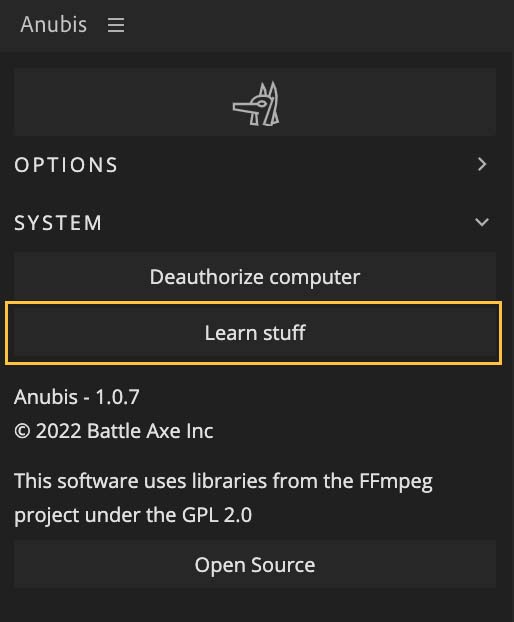 Anubis
OPTIONS
SYSTEM
Deauthorize computer
Learn stuff
Anubis - 1.0.7
© 2022 Battle Axe Inc
This software uses libraries from the FFmpeg
project under the GPL 2.0
Open Source